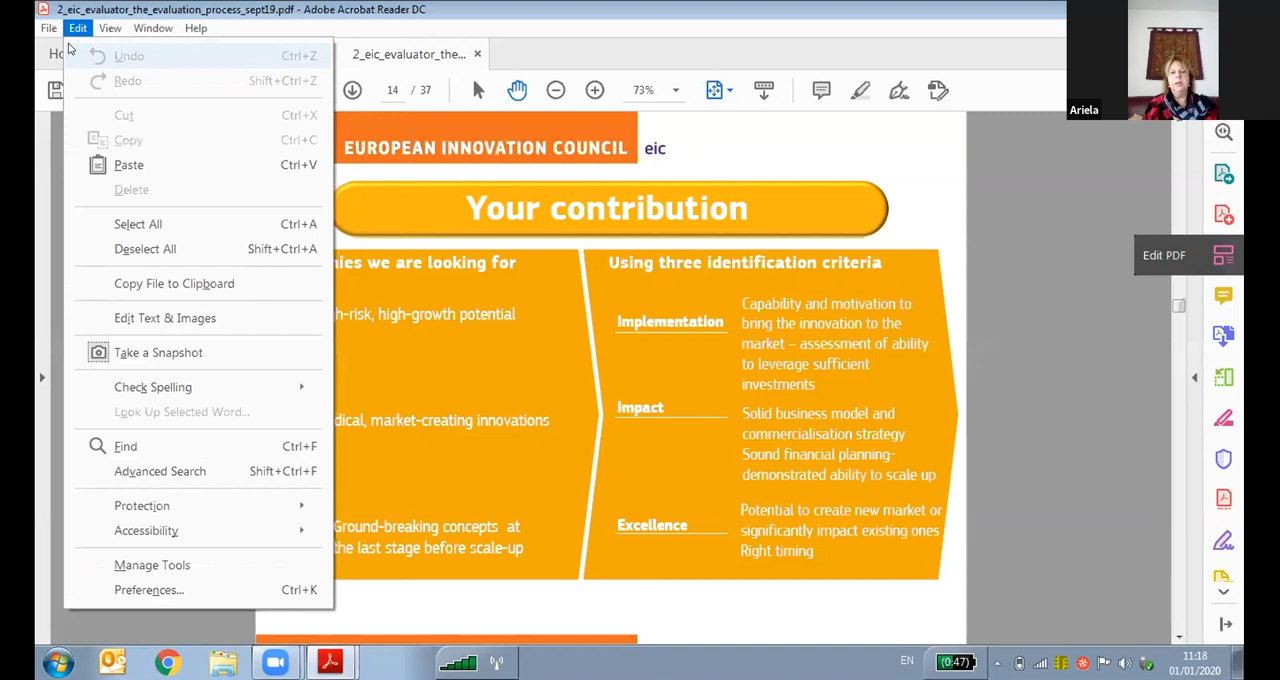 2_eic_evaluator_the_evaluation_process_sept19.pdf - Adobe Acrobat Reader DC
File Edit View Window Help
Ho
2_eic_evaluator_the... ×
14 / 37
73%
Undo Ctrl+Z
Redo Shift+Ctrl+Z
Cut Ctrl+X
Copy Ctrl+C
Paste Ctrl+V
Delete
Select All Ctrl+A
Deselect All Shift+Ctrl+A
Copy File to Clipboard
Edit Text & Images
Take a Snapshot
Check Spelling
Look Up Selected Word...
Find Ctrl+F
Advanced Search Shift+Ctrl+F
Protection
Accessibility
Manage Tools
Preferences... Ctrl+K
EUROPEAN INNOVATION COUNCIL eic
Your contribution
nies we are looking for
h-risk, high-growth potential
dical, market-creating innovations
Ground-breaking concepts at
the last stage before scale-up
Using three identification criteria
Implementation
Capability and motivation to
bring the innovation to the
market – assessment of ability
to leverage sufficient
investments
Impact
Solid business model and
commercialisation strategy
Sound financial planning-
demonstrated ability to scale up
Excellence
Potential to create new market or
significantly impact existing ones
Right timing
Ariela
Edit PDF
EN
(0:47)
11:18
01/01/2020